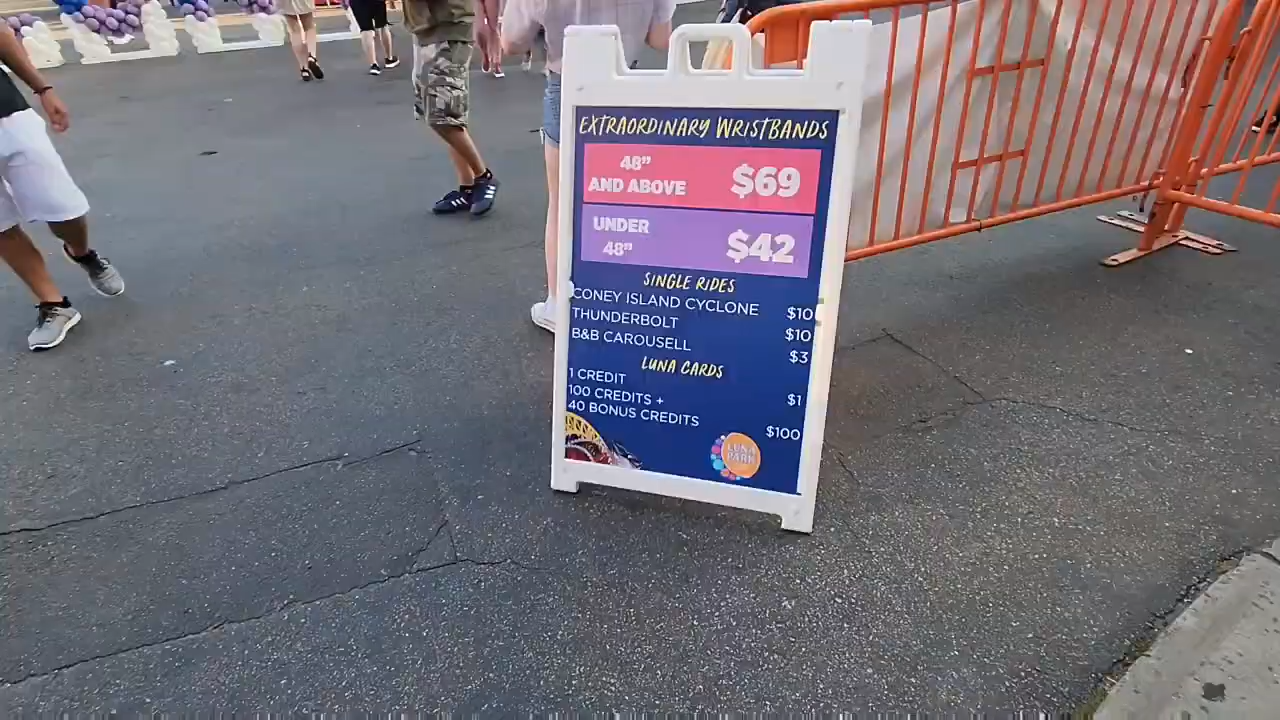 EXTRAORDINARY WRISTBANDS
48"
AND ABOVE $69
UNDER
48" $42
SINGLE RIDES
CONEY ISLAND CYCLONE $10
THUNDERBOLT $10
B&B CAROUSELL $3
LUNA CARDS
1 CREDIT $1
100 CREDITS +
40 BONUS CREDITS $100
LUNA
PARK